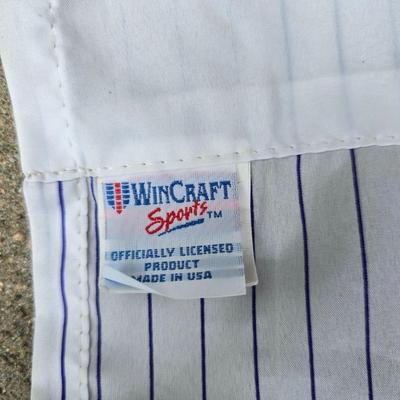 WINCRAFT
Sports™
OFFICIALLY LICENSED
PRODUCT
MADE IN USA